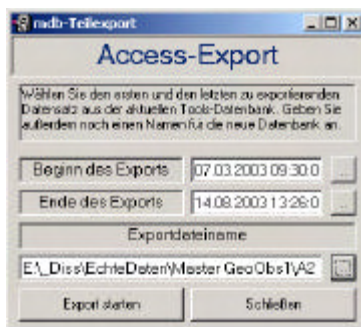 mdb-Teilexport
Access-Export
Wählen Sie den ersten und den letzten zu exportierenden
Datensatz aus der aktuellen Tools-Datenbank. Geben Sie
außerdem noch einen Namen für die neue Datenbank an.
Beginn des Exports 07.03.2003 09:30:0 ...
Ende des Exports 14.08.2003 13:26:0 ...
Exportdateiname
E:\_Diss\EchteDaten\Master GeoObs1\A2 ...
Export starten Schließen